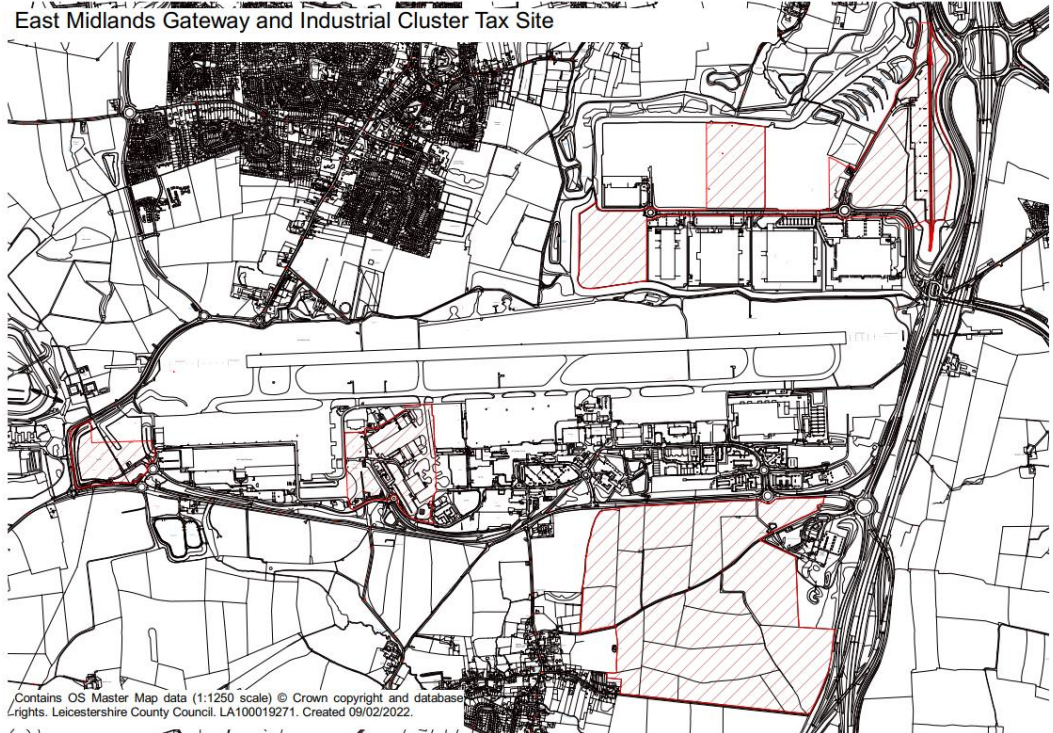 East Midlands Gateway and Industrial Cluster Tax Site
Contains OS Master Map data (1:1250 scale) © Crown copyright and database
rights. Leicestershire County Council. LA100019271. Created 09/02/2022.